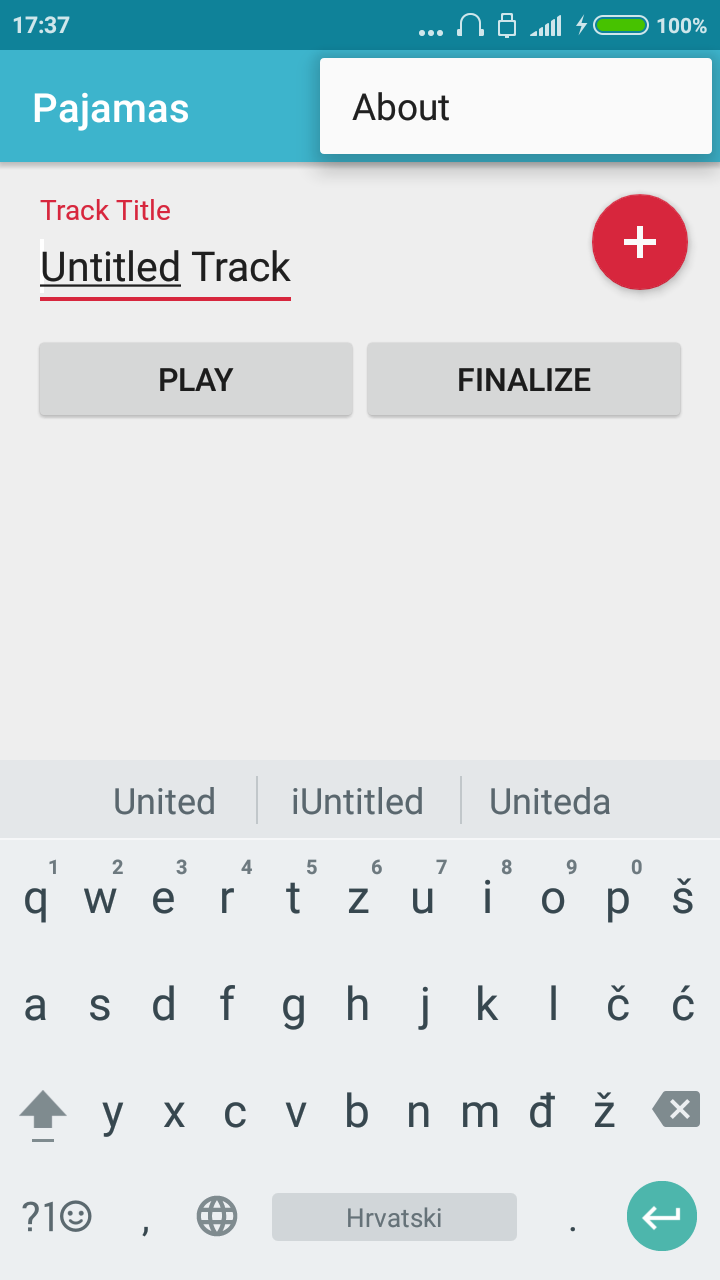 17:37 ... 100%
Pajamas
About
Track Title
Untitled Track
PLAY FINALIZE
United iUntitled Uniteda
1 2 3 4 5 6 7 8 9 0
q w e r t z u i o p š
a s d f g h j k l č ć
y x c v b n m đ ž
?1☺ , Hrvatski .